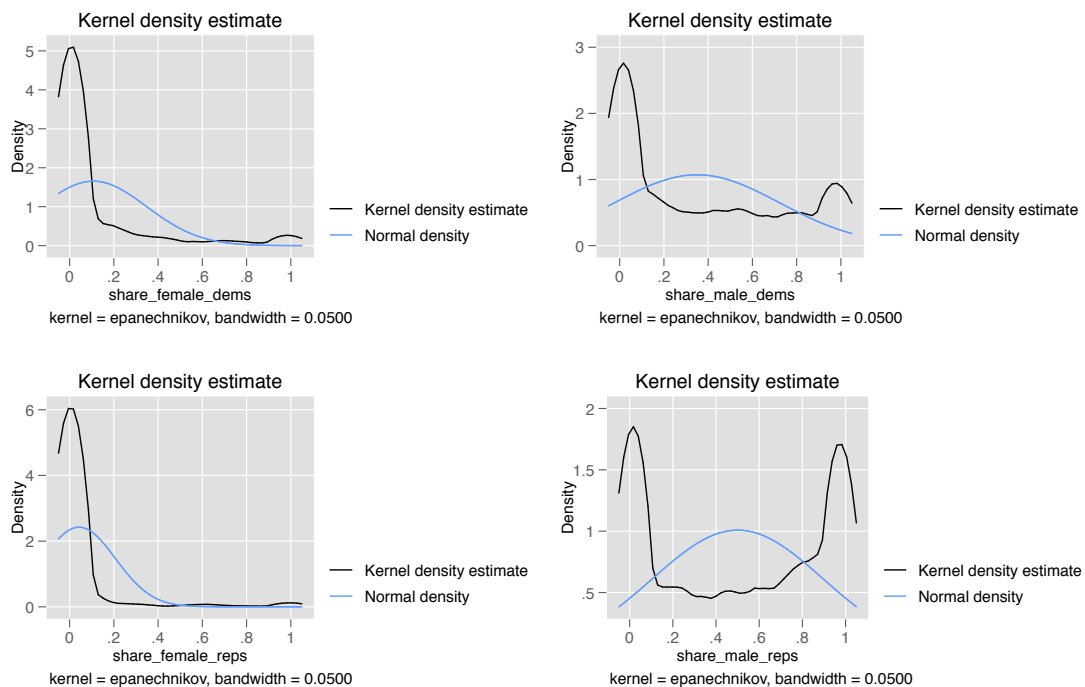 Kernel density estimate
5
4
3
2
1
0
Density
0 .2 .4 .6 .8 1
share_female_dems
kernel = epanechnikov, bandwidth = 0.0500
Kernel density estimate
Normal density
Kernel density estimate
3
2
1
0
Density
0 .2 .4 .6 .8 1
share_male_dems
kernel = epanechnikov, bandwidth = 0.0500
Kernel density estimate
Normal density
Kernel density estimate
6
4
2
0
Density
0 .2 .4 .6 .8 1
share_female_reps
kernel = epanechnikov, bandwidth = 0.0500
Kernel density estimate
Normal density
Kernel density estimate
2
1.5
1
.5
Density
0 .2 .4 .6 .8 1
share_male_reps
kernel = epanechnikov, bandwidth = 0.0500
Kernel density estimate
Normal density